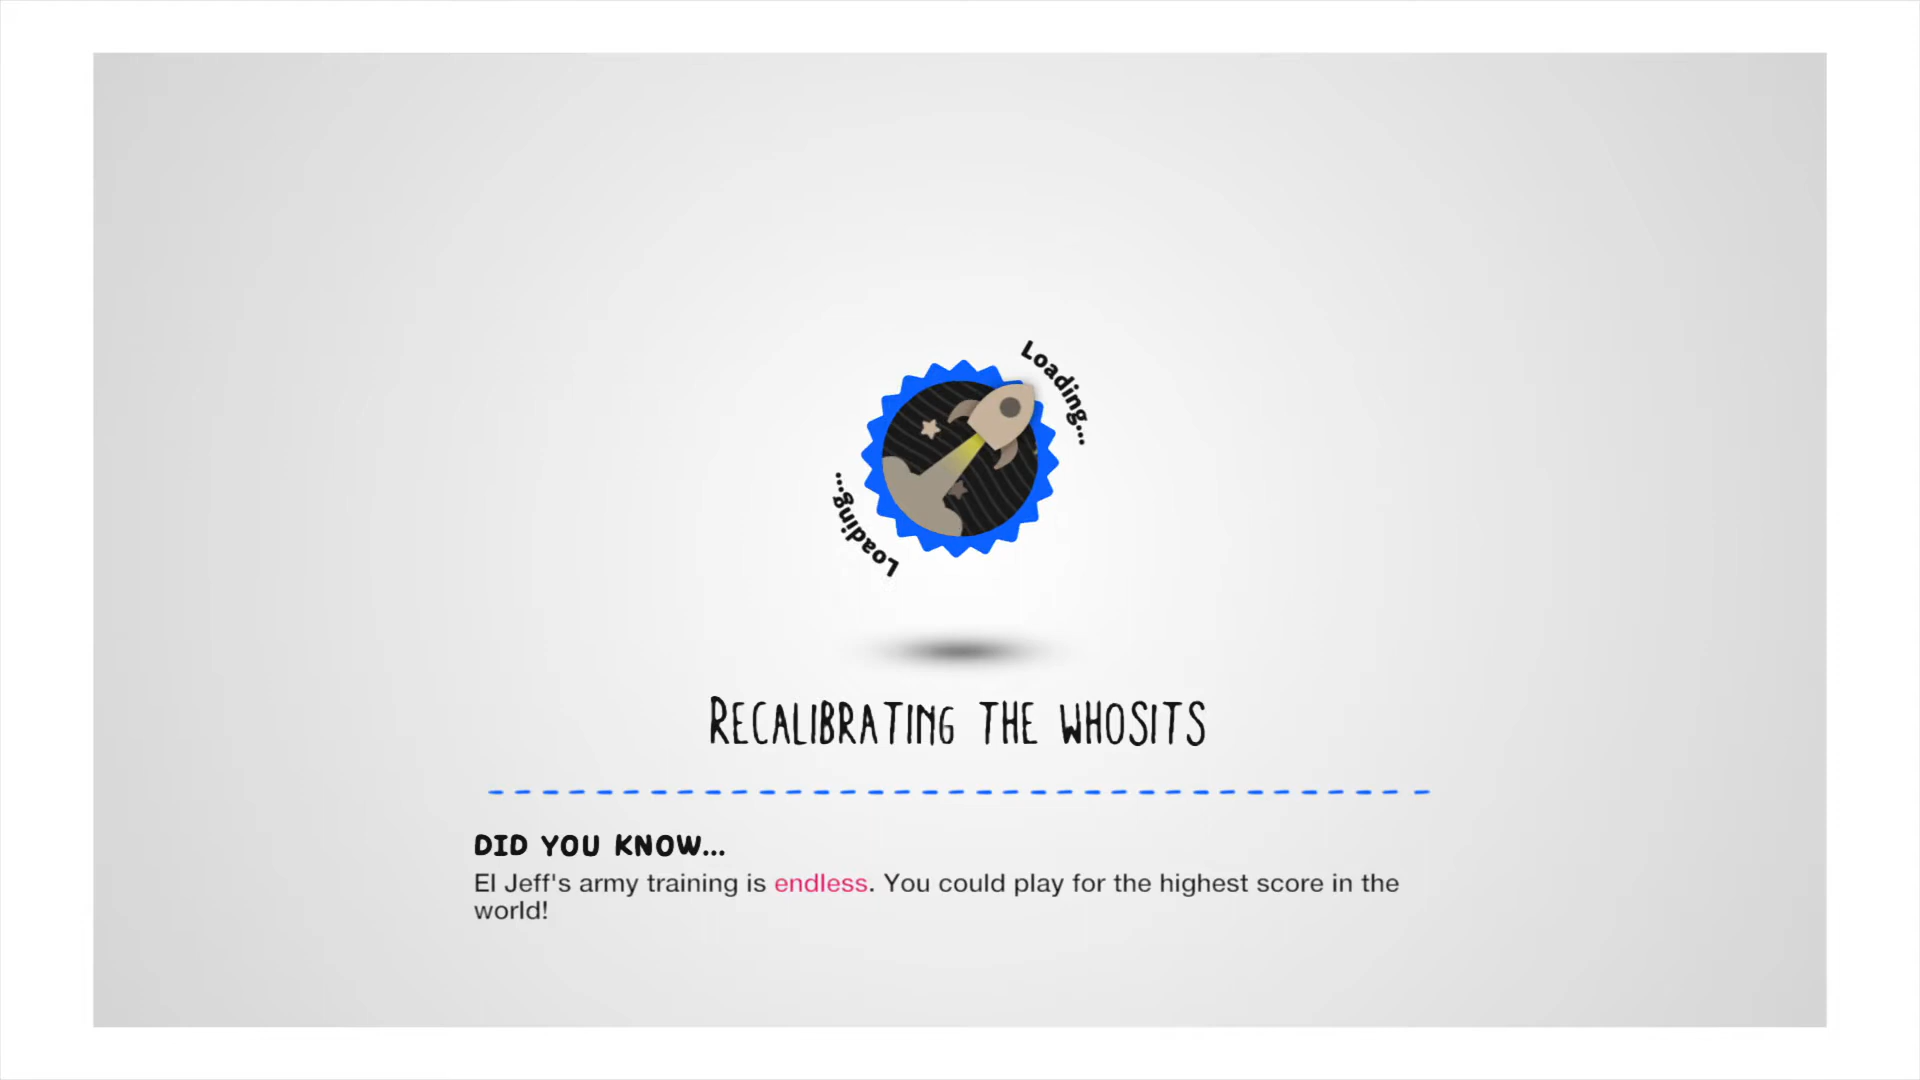 Loading...
Loading...
RECALIBRATING THE WHOSITS
DID YOU KNOW...
El Jeff's army training is endless. You could play for the highest score in the
world!